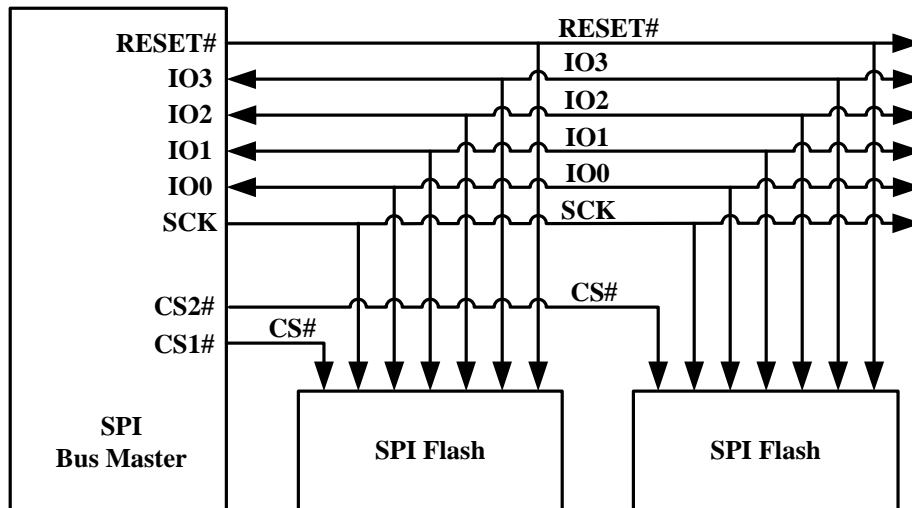 RESET#
RESET#
IO3
IO3
IO2
IO2
IO1
IO1
IO0
IO0
SCK
SCK
CS2#
CS#
CS1#
CS#
SPI
Bus Master
SPI Flash
SPI Flash